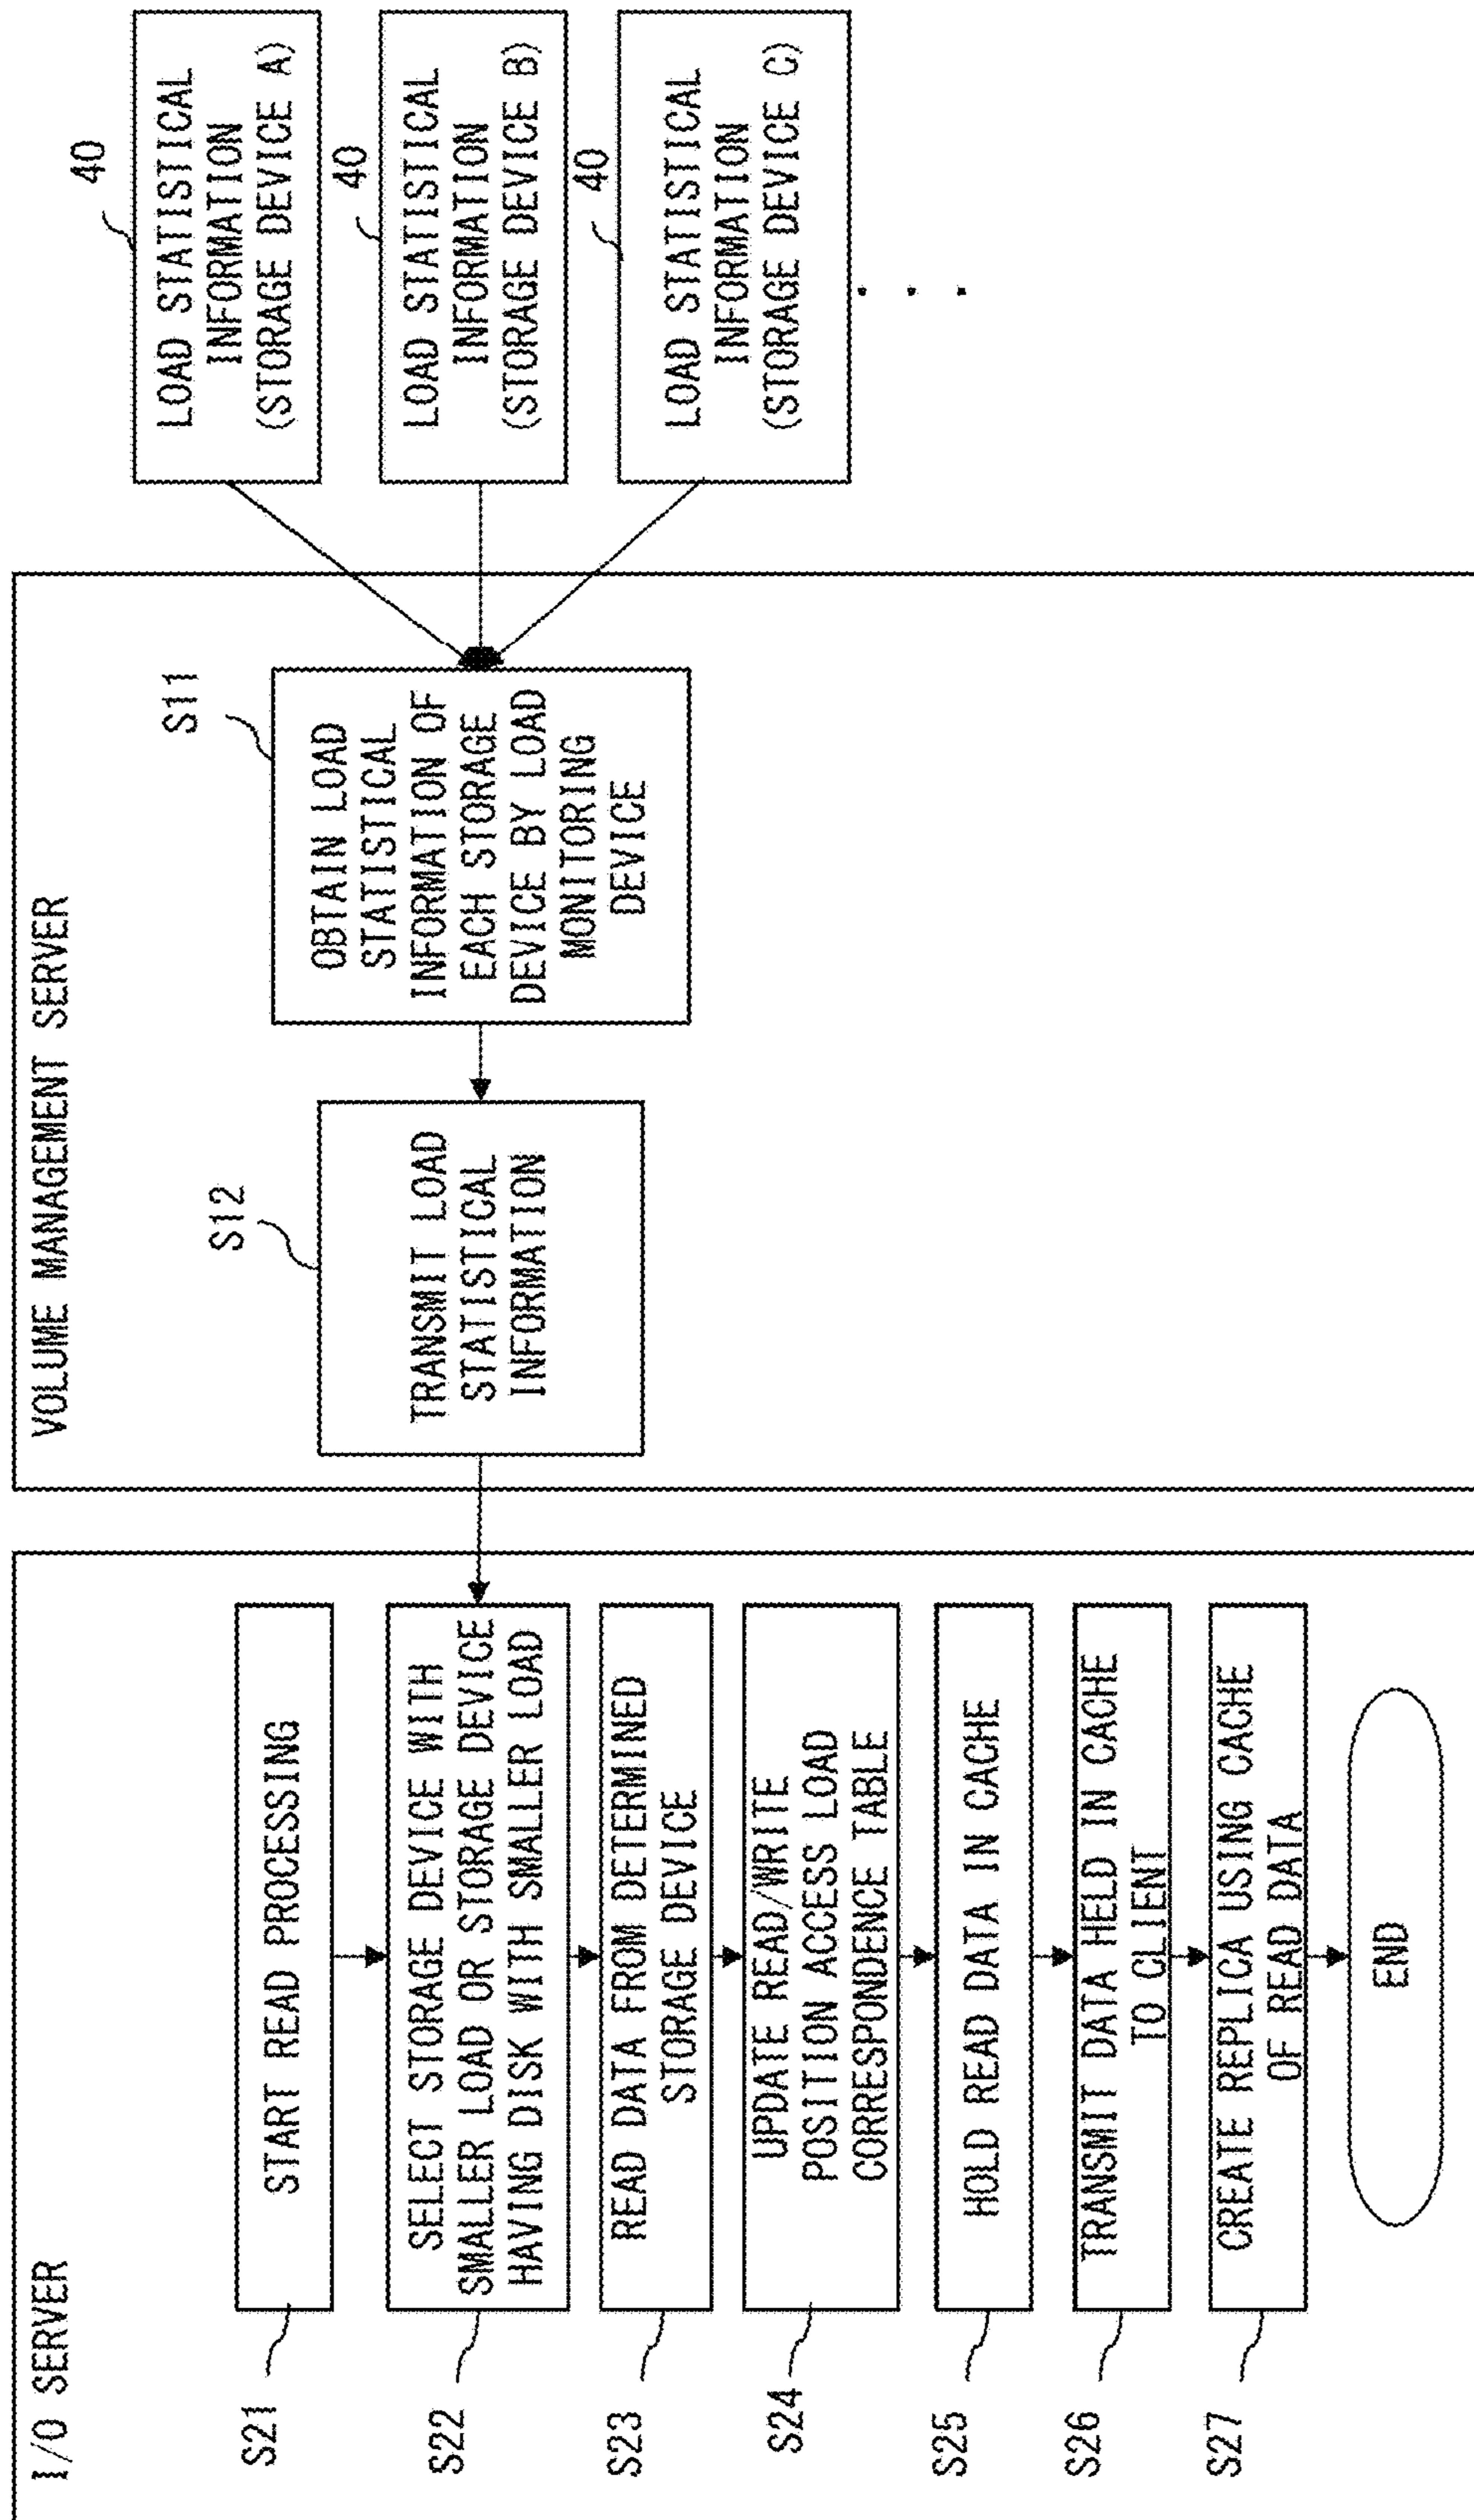 I/O SERVER
S21
START READ PROCESSING
S22
SELECT STORAGE DEVICE WITH
SMALLER LOAD OR STORAGE DEVICE
HAVING DISK WITH SMALLER LOAD
S23
READ DATA FROM DETERMINED
STORAGE DEVICE
S24
UPDATE READ/WRITE
POSITION ACCESS LOAD
CORRESPONDENCE TABLE
S25
HOLD READ DATA IN CACHE
S26
TRANSMIT DATA HELD IN CACHE
TO CLIENT
S27
CREATE REPLICA USING CACHE
OF READ DATA
END
VOLUME MANAGEMENT SERVER
S12
TRANSMIT LOAD
STATISTICAL
INFORMATION
S11
OBTAIN LOAD
STATISTICAL
INFORMATION OF
EACH STORAGE
DEVICE BY LOAD
MONITORING
DEVICE
40
LOAD STATISTICAL
INFORMATION
(STORAGE DEVICE A)
40
LOAD STATISTICAL
INFORMATION
(STORAGE DEVICE B)
40
LOAD STATISTICAL
INFORMATION
(STORAGE DEVICE C)
. . .